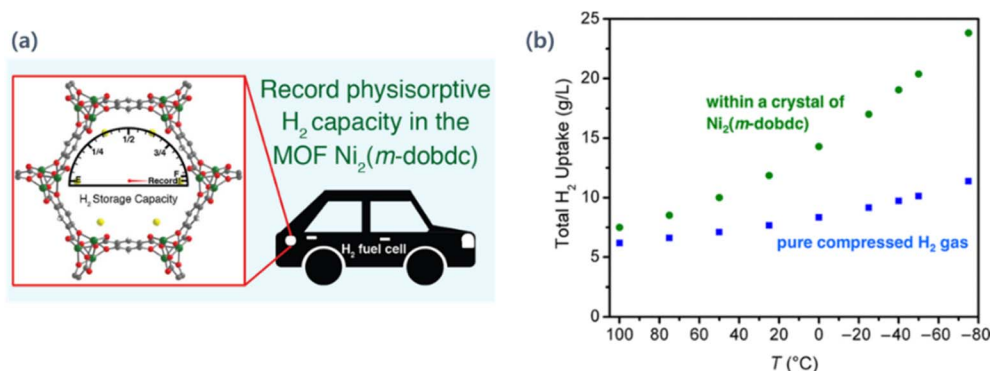 (a)
Record physisorptive
H₂ capacity in the
MOF Ni₂(m-dobdc)
1/4
1/2
3/4
E
F
Record
H₂ Storage Capacity
H₂ fuel cell
(b)
Total H₂ Uptake (g/L)
25
20
15
10
5
0
within a crystal of
Ni₂(m-dobdc)
pure compressed H₂ gas
100 80 60 40 20 0 −20 −40 −60 −80
T (°C)